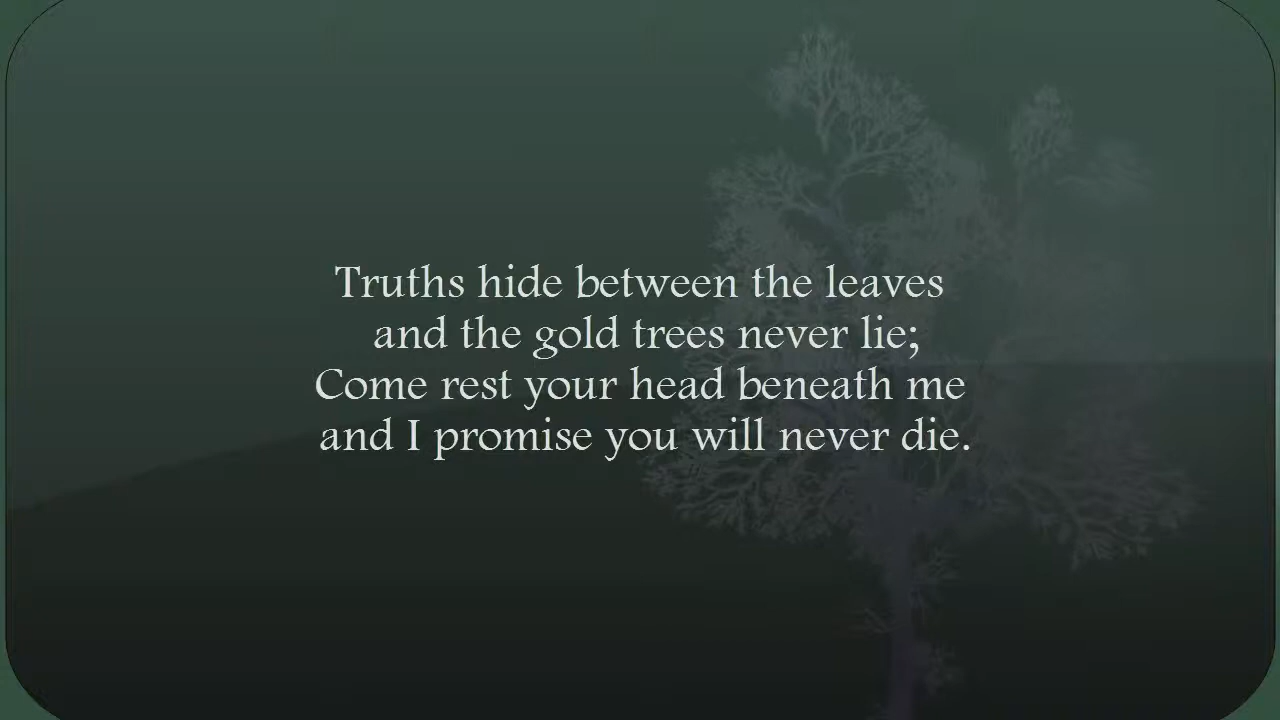 Truths hide between the leaves
and the gold trees never lie;
Come rest your head beneath me
and I promise you will never die.